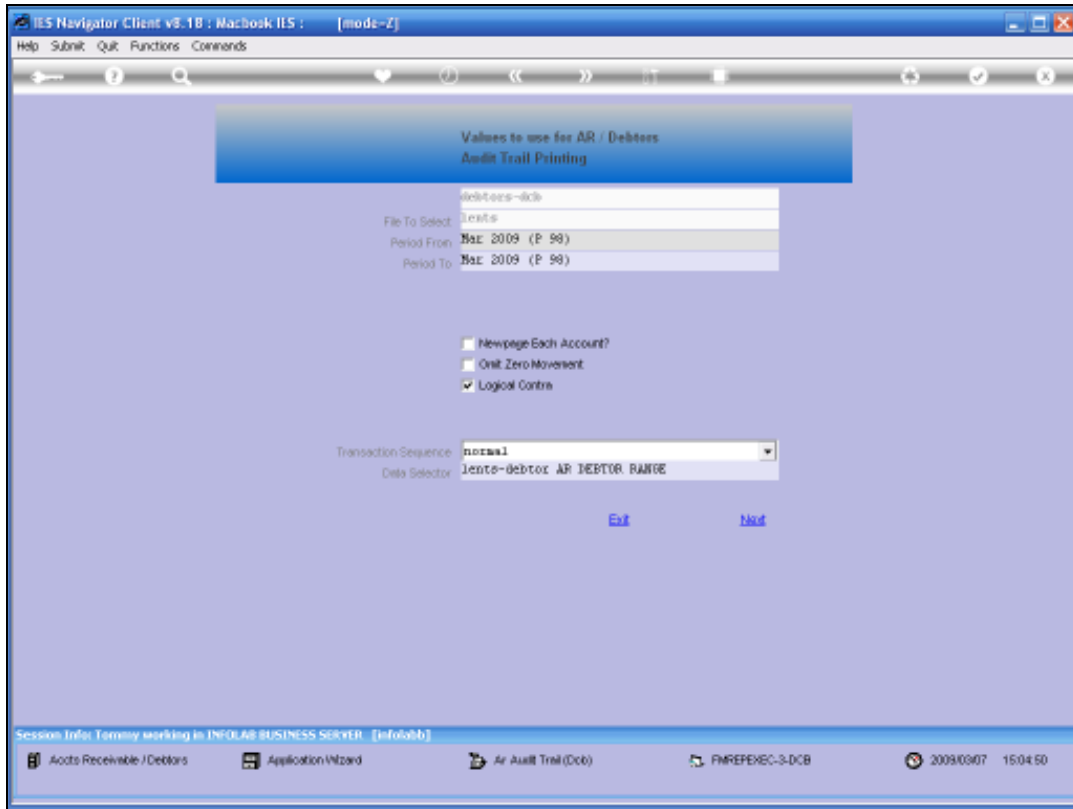 IES Navigator Client v8.1B : Macbook IES :      [mode-Z]
Help  Submit  Quit  Functions  Commands
Values to use for AR / Debtors
Audit Trail Printing
debtors-dcb
File To Select  lents
Period From  Mar 2009 (P 98)
Period To  Mar 2009 (P 98)
Newpage Each Account?
Omit Zero Movement
Logical Contra
Transaction Sequence  normal
Data Selector  lents-debtor AR DEBTOR RANGE
Exit  Next
Session Info: Tommy working in INFOLAB BUSINESS SERVER  [infolabb]
Accts Receivable / Debtors  Application Wizard  Ar Audit Trail (Dcb)  FMREPEXEC-3-DCB  2009/03/07  15:04:50